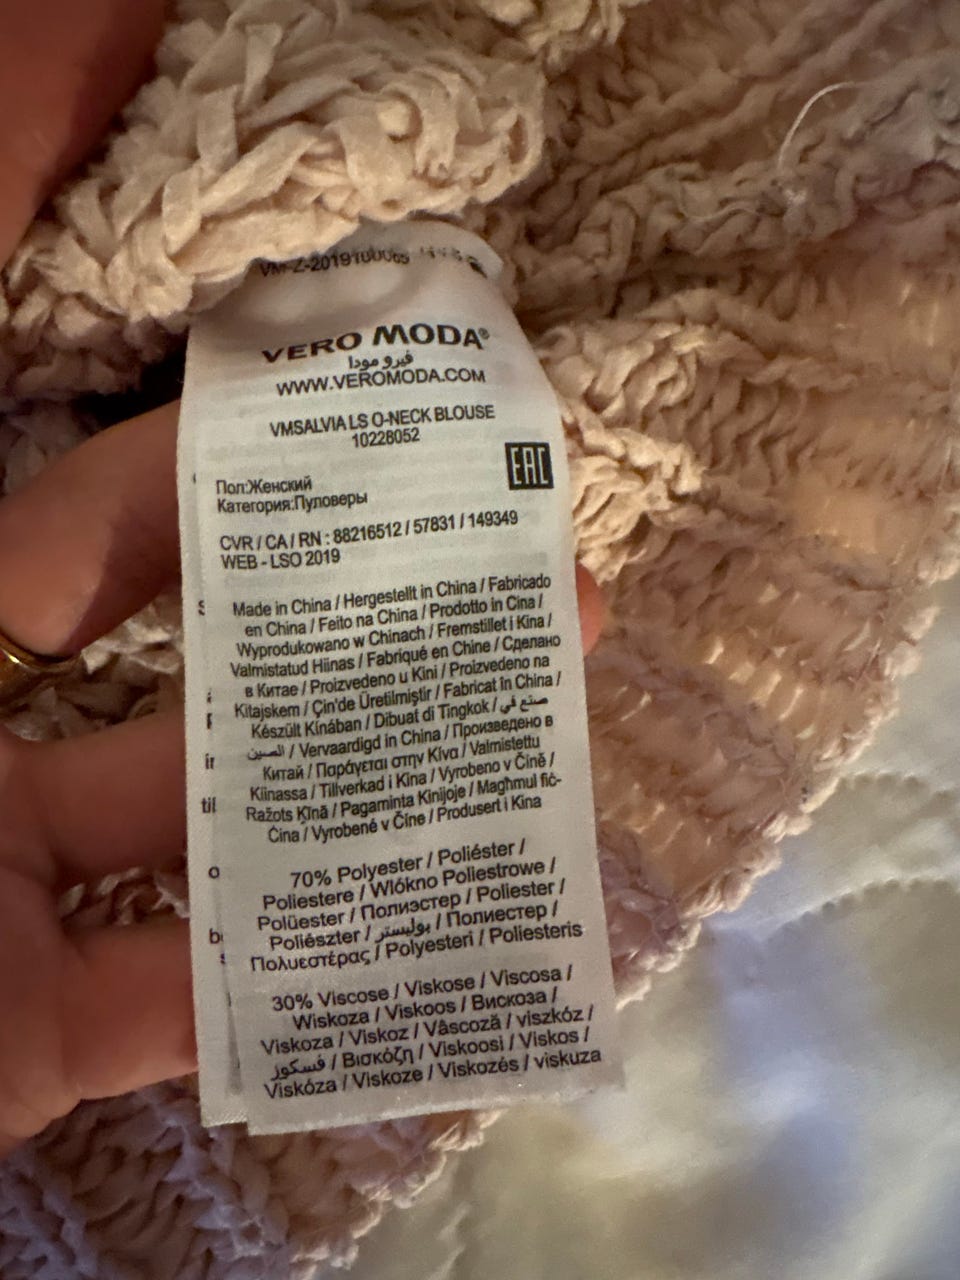 VERO MODA®
فيرو مودا
WWW.VEROMODA.COM
VMSALVIA LS O-NECK BLOUSE
10228052
EAC
Пол:Женский
Категория:Пуловеры
CVR / CA / RN : 88216512 / 57831 / 149349
WEB - LSO 2019
Made in China / Hergestellt in China / Fabricado
en China / Feito na China / Prodotto in Cina /
Wyprodukowano w Chinach / Fremstillet i Kina /
Valmistatud Hiinas / Fabriqué en Chine / Сделано
в Китае / Proizvedeno u Kini / Proizvedeno na
Kitajskem / Çin'de Üretilmiştir / Fabricat în China /
Készült Kínában / Dibuat di Tingkok / صنع في
الصين / Vervaardigd in China / Произведено в
Китай / Παράγεται στην Κίνα / Valmistettu
Kiinassa / Tillverkad i Kina / Vyrobeno v Číně /
Ražots Ķīnā / Pagaminta Kinijoje / Magħmul fiċ-
Ċina / Vyrobené v Číne / Produsert i Kina
70% Polyester / Poliéster /
Poliestere / Wlókno Poliestrowe /
Polüester / Полиэстер / Poliester /
Poliészter / بوليستر / Полиестер /
Πολυεστέρας / Polyesteri / Poliesteris
30% Viscose / Viskose / Viscosa /
Wiskoza / Viskoos / Вискоза /
Viskoza / Viskoz / Vâscoză / viszkóz /
فسكوز / Βισκόζη / Viskoosi / Viskos /
Viskóza / Viskoze / Viskozés / viskuza